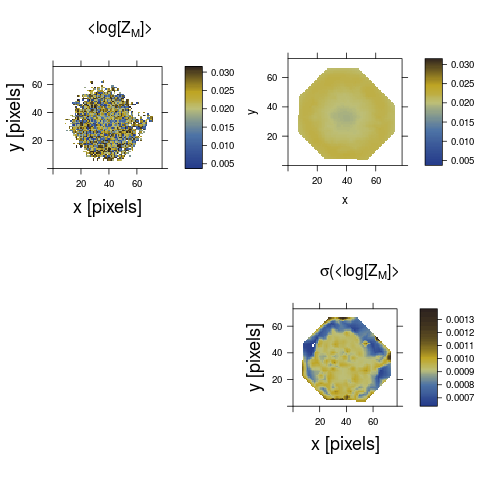 <log[Z_M]>
60
40
20
20 40 60
x [pixels]
y [pixels]
0.030
0.025
0.020
0.015
0.010
0.005
60
40
20
20 40 60
x
y
0.030
0.025
0.020
0.015
0.010
0.005
σ(<log[Z_M]>
60
40
20
20 40 60
x [pixels]
y [pixels]
0.0013
0.0012
0.0011
0.0010
0.0009
0.0008
0.0007